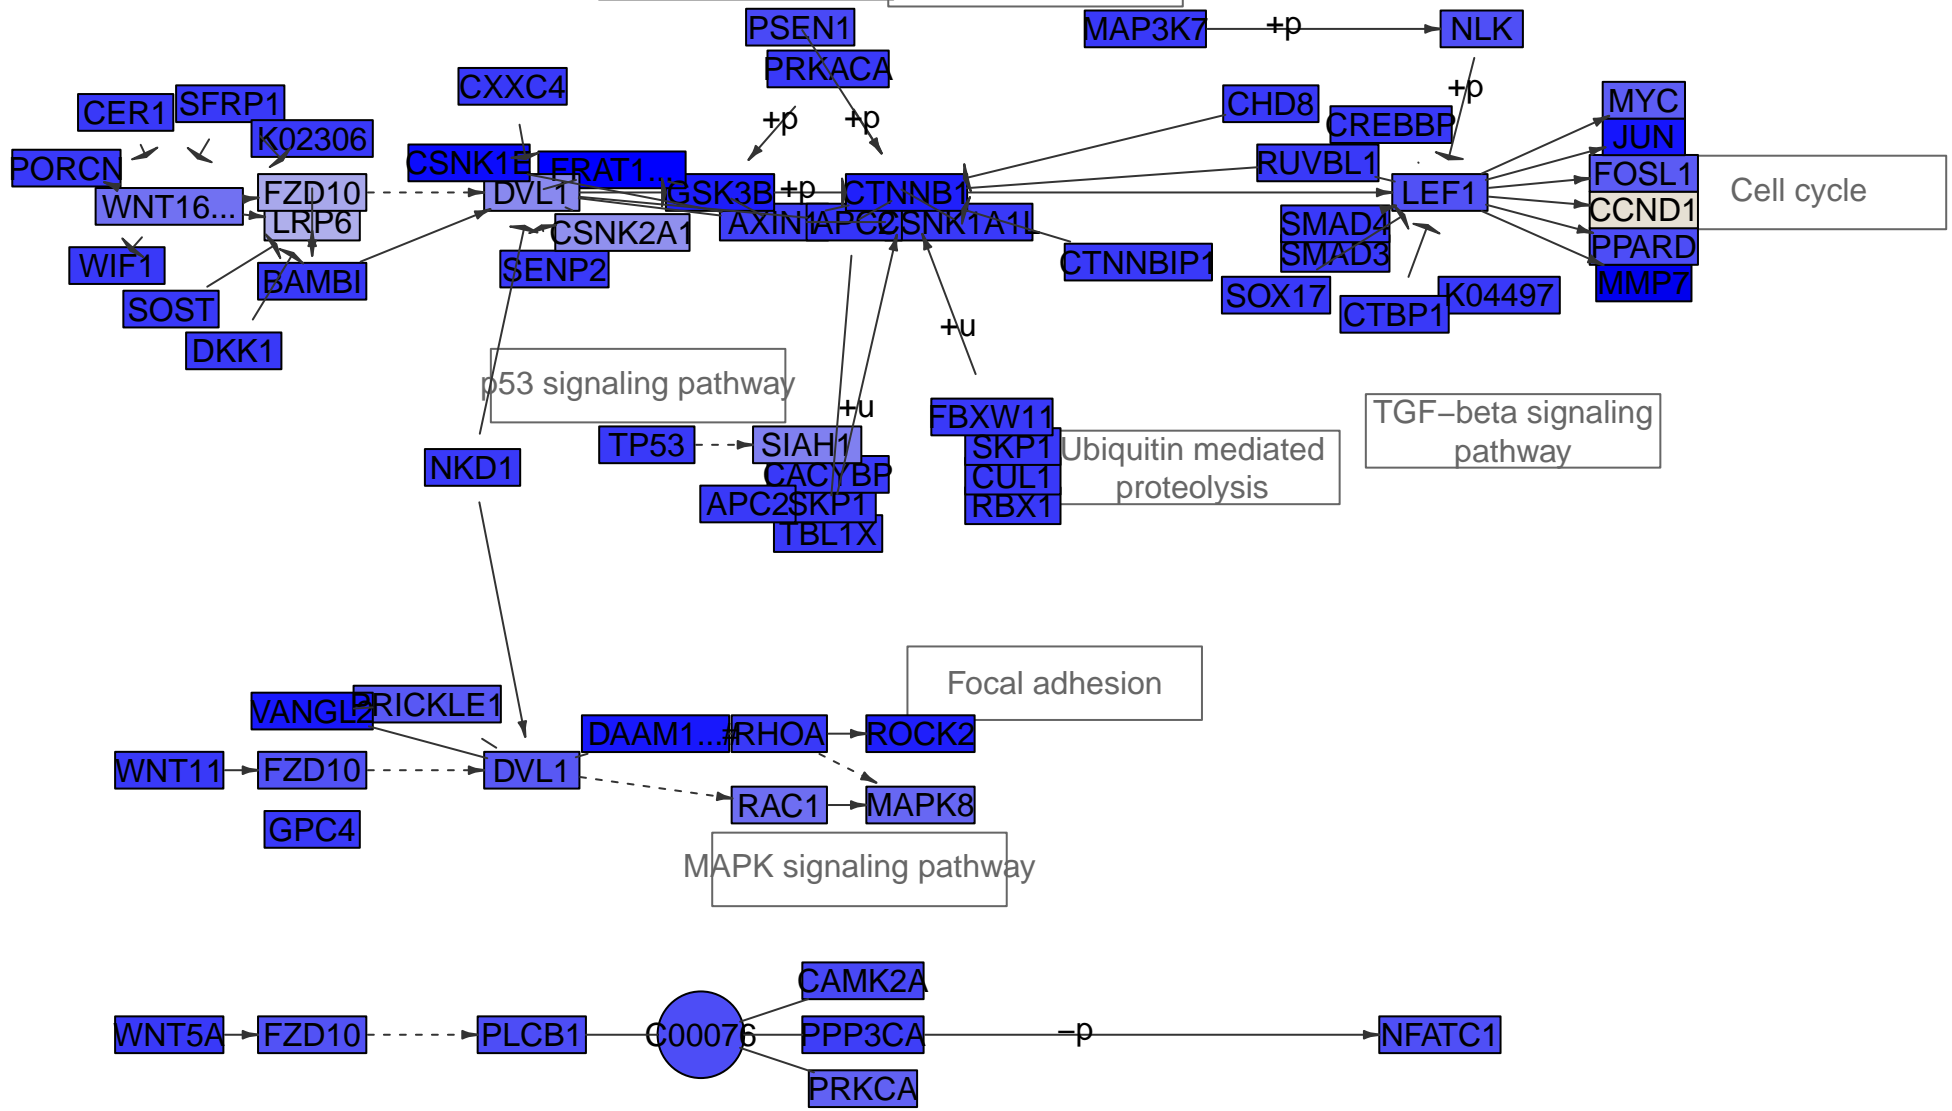 PSEN1
MAP3K7
+p
NLK
PRKACA
CXXC4
+p
+p
+p
CER1
SFRP1
K02306
CHD8
CREBBP
MYC
JUN
PORCN
CSNK1E
FRAT1...
RUVBL1
FOSL1
Cell cycle
WNT16...
FZD10
DVL1
GSK3B
+p
CTNNB1
LEF1
CCND1
LRP6
CSNK2A1
AXIN1
APC2
CSNK1A1L
SMAD4
SMAD3
PPARD
WIF1
BAMBI
SENP2
CTNNBIP1
MMP7
SOST
SOX17
K04497
CTBP1
DKK1
+u
p53 signaling pathway
+u
FBXW11
TGF−beta signaling
pathway
TP53
SIAH1
SKP1
Ubiquitin mediated
proteolysis
NKD1
CACYBP
CUL1
APC2
SKP1
RBX1
TBL1X
Focal adhesion
VANGL2
PRICKLE1
DAAM1...#
RHOA
ROCK2
WNT11
FZD10
DVL1
RAC1
MAPK8
GPC4
MAPK signaling pathway
CAMK2A
WNT5A
FZD10
PLCB1
C00076
PPP3CA
−p
NFATC1
PRKCA